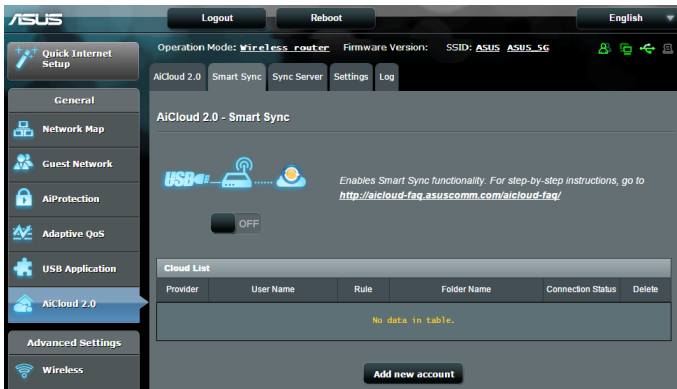 ASUS
Logout
Reboot
English
Quick Internet
Setup
Operation Mode: Wireless router Firmware Version: SSID: ASUS ASUS_5G
AiCloud 2.0
Smart Sync
Sync Server
Settings
Log
General
Network Map
Guest Network
AiProtection
Adaptive QoS
USB Application
AiCloud 2.0
Advanced Settings
Wireless
AiCloud 2.0 - Smart Sync
USB
Enables Smart Sync functionality. For step-by-step instructions, go to
http://aicloud-faq.asuscomm.com/aicloud-faq/
OFF
Cloud List
Provider User Name Rule Folder Name Connection Status Delete
No data in table.
Add new account